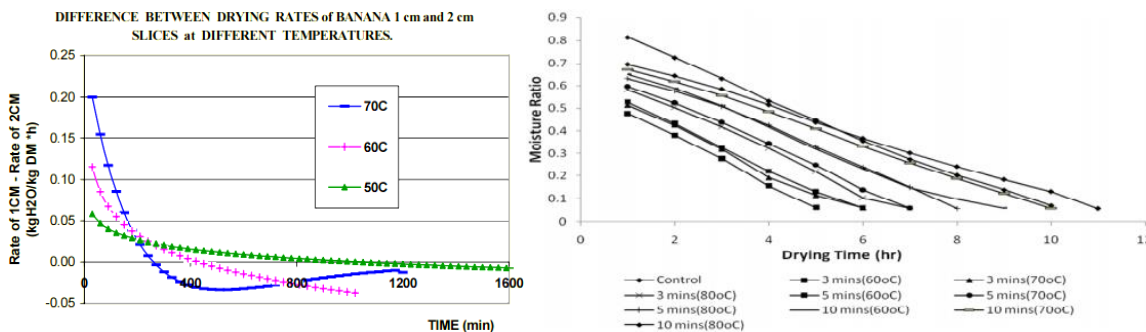 DIFFERENCE BETWEEN DRYING RATES of BANANA 1 cm and 2 cm
SLICES at DIFFERENT TEMPERATURES.
Rate of 1CM - Rate of 2CM
(kgH2O/kg DM *h)
0.25
0.20
0.15
0.10
0.05
0.00
-0.05
70C
60C
50C
0
400
800
1200
1600
TIME (min)
Moisture Ratio
0.9
0.8
0.7
0.6
0.5
0.4
0.3
0.2
0.1
0
0
2
4
6
8
10
12
Drying Time (hr)
Control
3 mins(60oC)
3 mins(70oC)
3 mins(80oC)
5 mins(60oC)
5 mins(70oC)
5 mins(80oC)
10 mins(60oC)
10 mins(70oC)
10 mins(80oC)